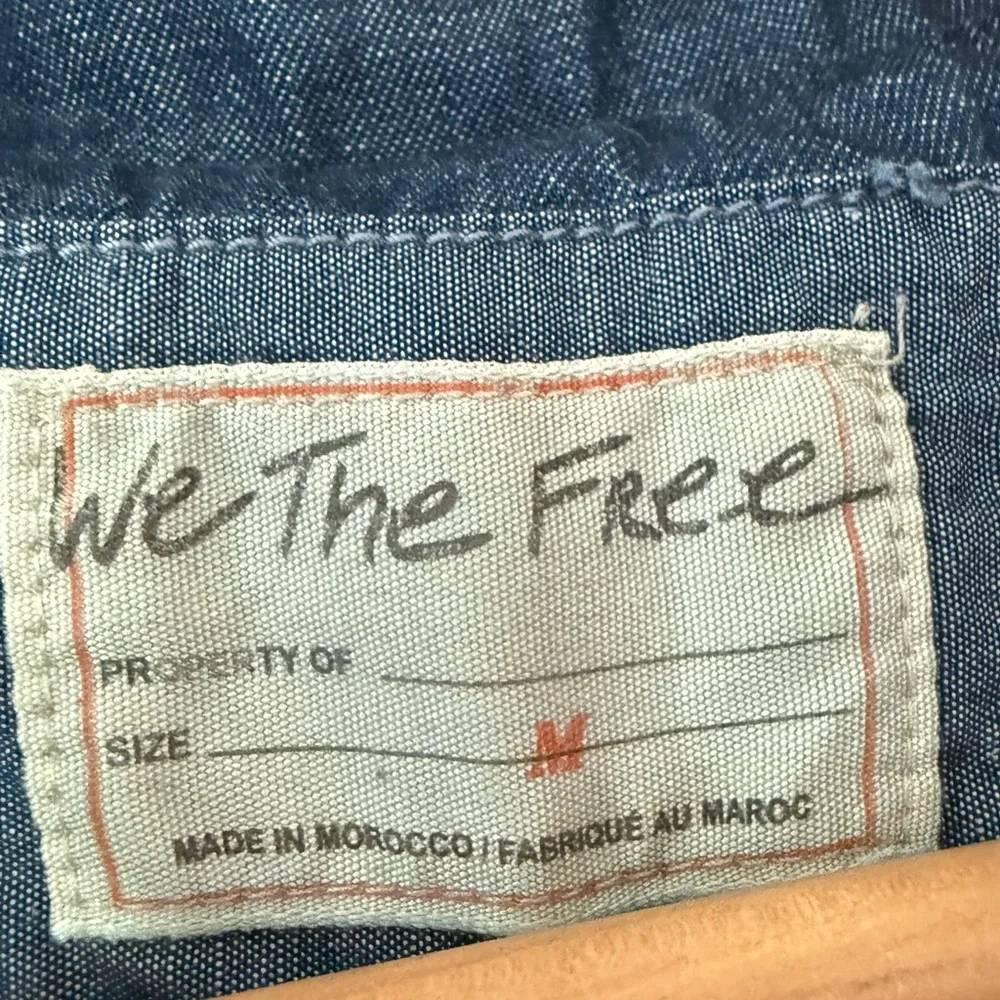 We The Free
PROPERTY OF
SIZE M
MADE IN MOROCCO / FABRIQUÉ AU MAROC